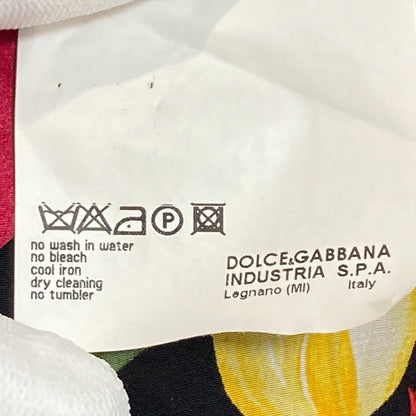 P
no wash in water
no bleach
cool iron
dry cleaning
no tumbler
DOLCE&GABBANA
INDUSTRIA S.P.A.
Legnano (MI) Italy